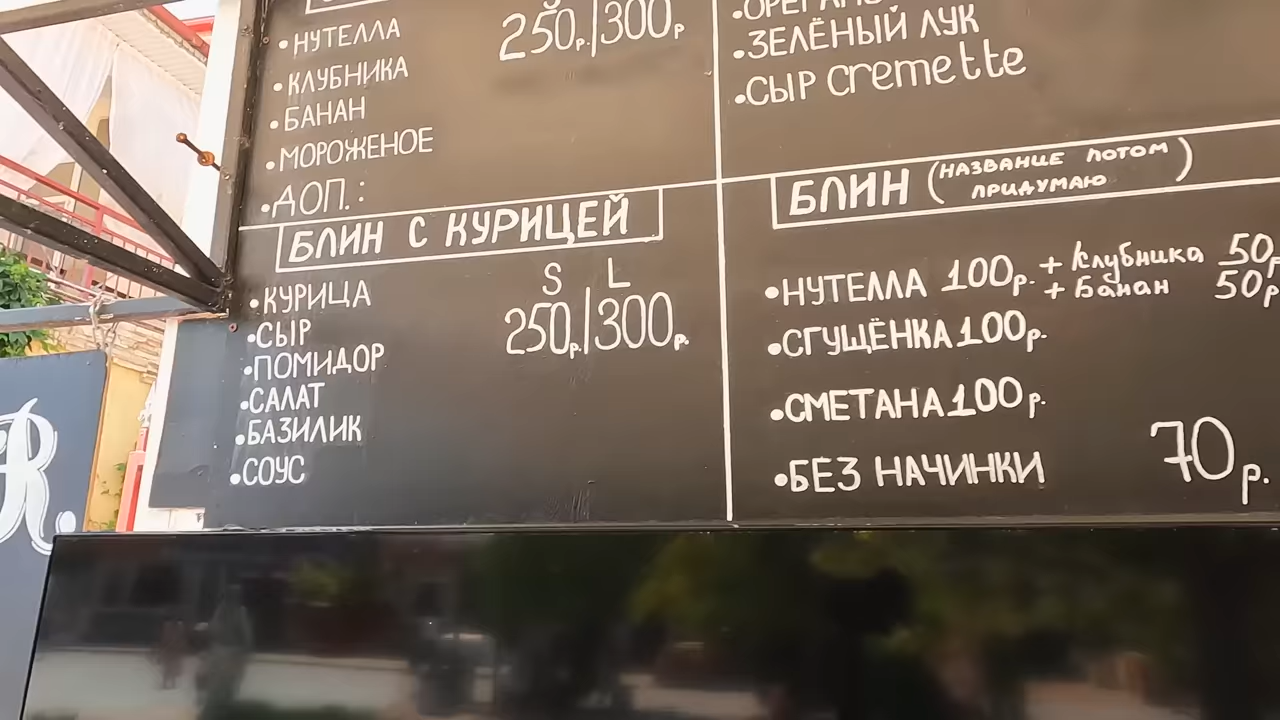 НУТЕЛЛА
250р./300р
КЛУБНИКА
БАНАН
МОРОЖЕНОЕ
ДОП.:
ЗЕЛЁНЫЙ ЛУК
СЫР cremette
БЛИН С КУРИЦЕЙ
S L
250р./300р.
КУРИЦА
СЫР
ПОМИДОР
САЛАТ
БАЗИЛИК
СОУС
БЛИН (НАЗВАНИЕ ПОТОМ
ПРИДУМАЮ)
НУТЕЛЛА 100р. + клубника 50р
+ Банан 50р
СГУЩЁНКА 100р.
СМЕТАНА 100р.
БЕЗ НАЧИНКИ 70р.
R.